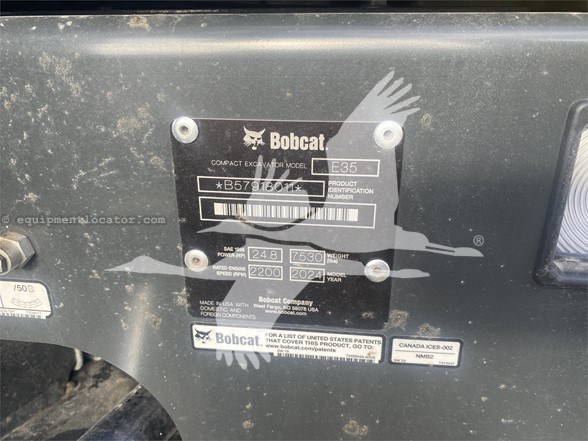 Bobcat.
COMPACT EXCAVATOR MODEL E35
*B57918011*
PRODUCT IDENTIFICATION NUMBER
SAE 1995 POWER (HP) 24.8 7530 WEIGHT (lbs)
RATED ENGINE SPEED (RPM) 2200 2024 MODEL YEAR
MADE IN USA WITH DOMESTIC AND FOREIGN COMPONENTS
Bobcat Company
West Fargo, ND 58078 USA
www.bobcat.com
Bobcat.
FOR A LIST OF UNITED STATES PATENTS
THAT COVER THIS PRODUCT, GO TO:
bobcat.com/patents
CANADA ICES-002
NMB2
/50B
© equipmentlocator.com
®